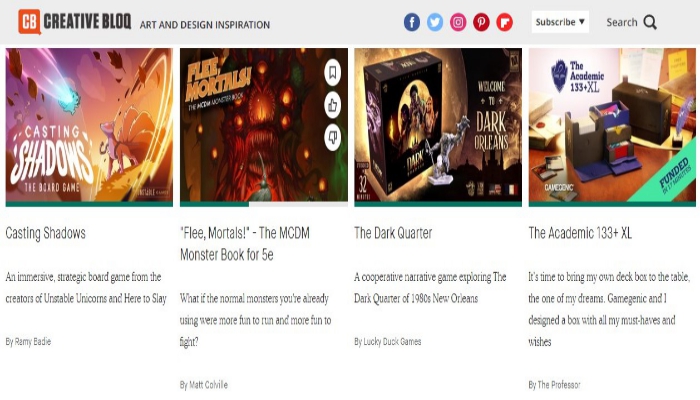 CB CREATIVE BLOQ ART AND DESIGN INSPIRATION
Subscribe ▼ Search
CASTING
SHADOWS
THE BOARD GAME
FLEE,
MORTALS!
THE MCDM MONSTER BOOK
WELCOME
TO
DARK
ORLEANS
DARK
32
MINUTES
The
Academic
133+XL
GAMEGENIC
FUNDED
Casting Shadows
An immersive, strategic board game from the
creators of Unstable Unicorns and Here to Slay
By Ramy Badie
"Flee, Mortals!" - The MCDM
Monster Book for 5e
What if the normal monsters you're already
using were more fun to run and more fun to
fight?
By Matt Colville
The Dark Quarter
A cooperative narrative game exploring The
Dark Quarter of 1980s New Orleans
By Lucky Duck Games
The Academic 133+ XL
It's time to bring my own deck box to the table,
the one of my dreams. Gamegenic and I
designed a box with all my must-haves and
wishes
By The Professor